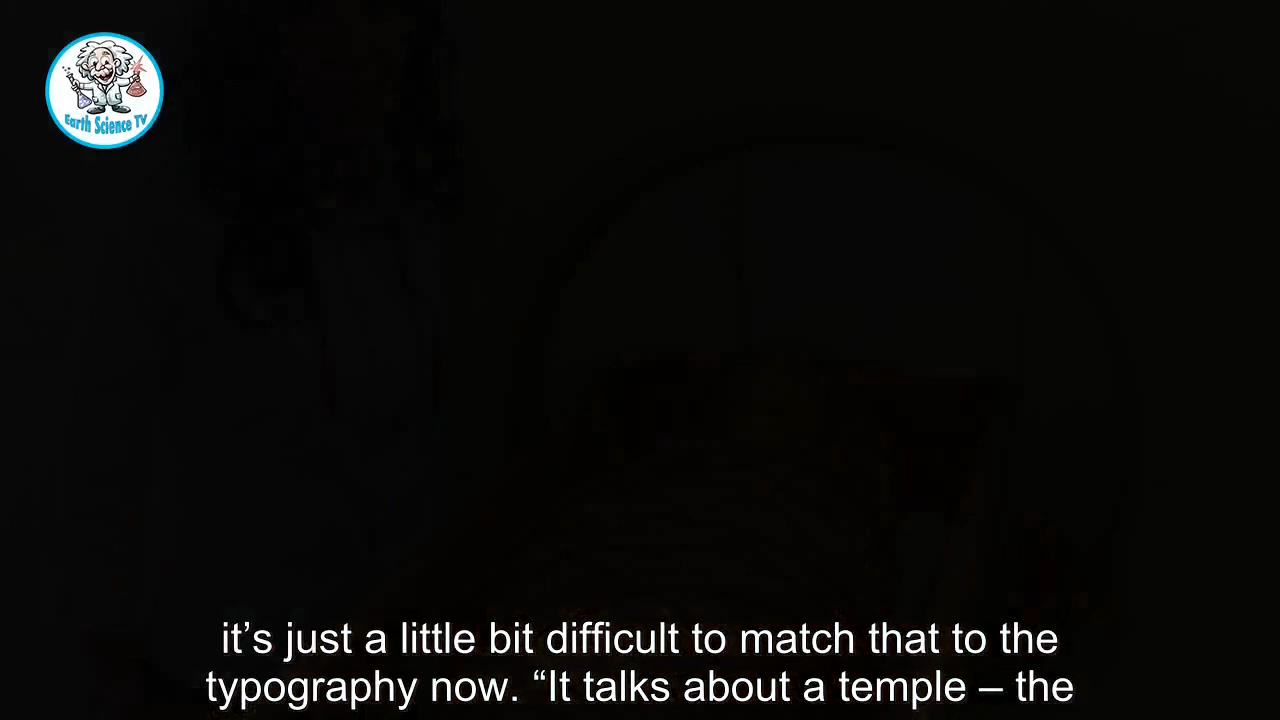 Earth Science TV
it’s just a little bit difficult to match that to the
typography now. “It talks about a temple – the